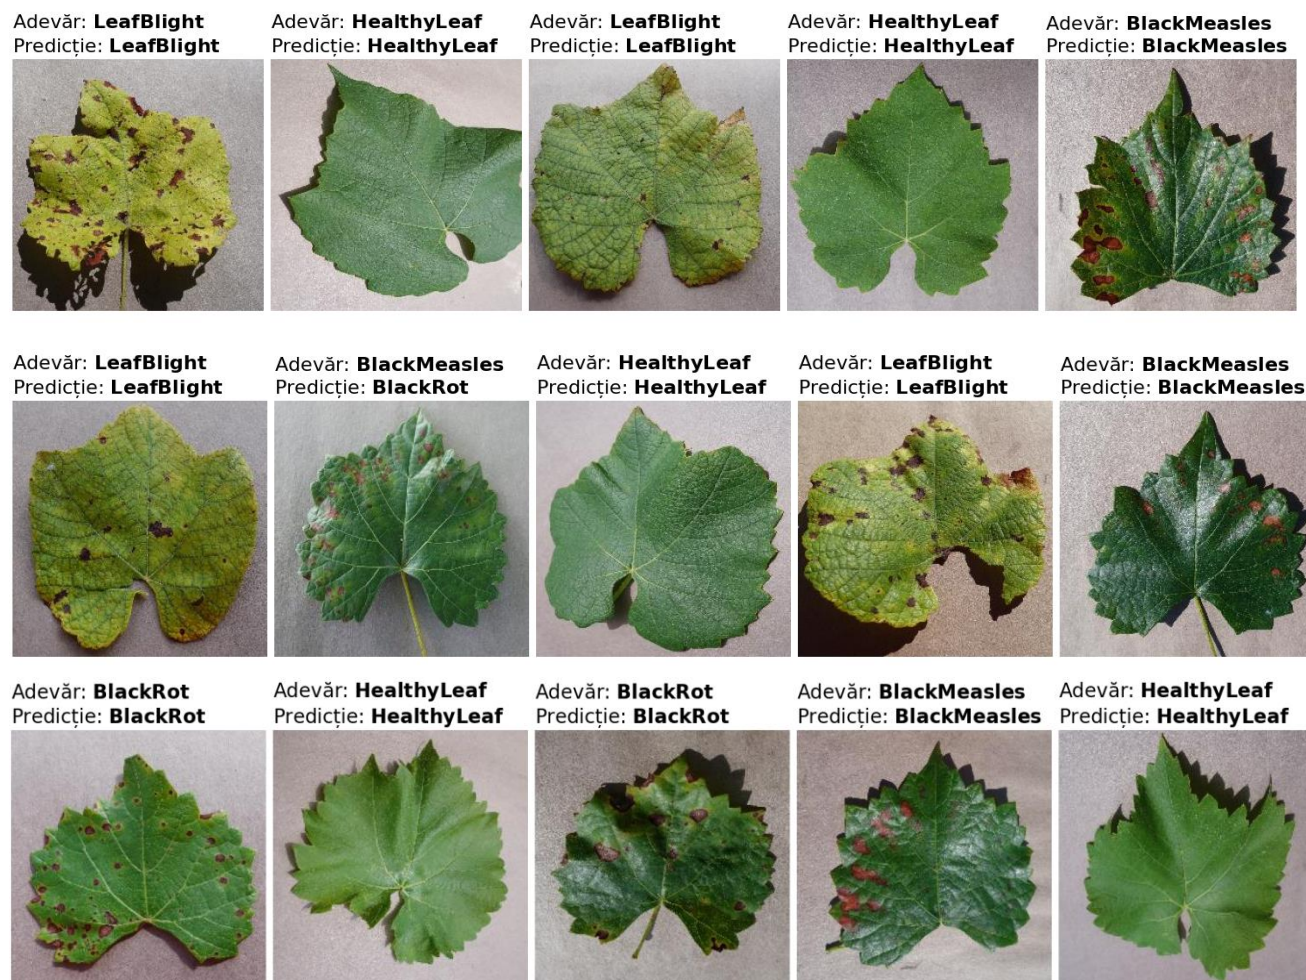 Adevăr: LeafBlight
Predicție: LeafBlight
Adevăr: HealthyLeaf
Predicție: HealthyLeaf
Adevăr: LeafBlight
Predicție: LeafBlight
Adevăr: HealthyLeaf
Predicție: HealthyLeaf
Adevăr: BlackMeasles
Predicție: BlackMeasles
Adevăr: LeafBlight
Predicție: LeafBlight
Adevăr: BlackMeasles
Predicție: BlackRot
Adevăr: HealthyLeaf
Predicție: HealthyLeaf
Adevăr: LeafBlight
Predicție: LeafBlight
Adevăr: BlackMeasles
Predicție: BlackMeasles
Adevăr: BlackRot
Predicție: BlackRot
Adevăr: HealthyLeaf
Predicție: HealthyLeaf
Adevăr: BlackRot
Predicție: BlackRot
Adevăr: BlackMeasles
Predicție: BlackMeasles
Adevăr: HealthyLeaf
Predicție: HealthyLeaf